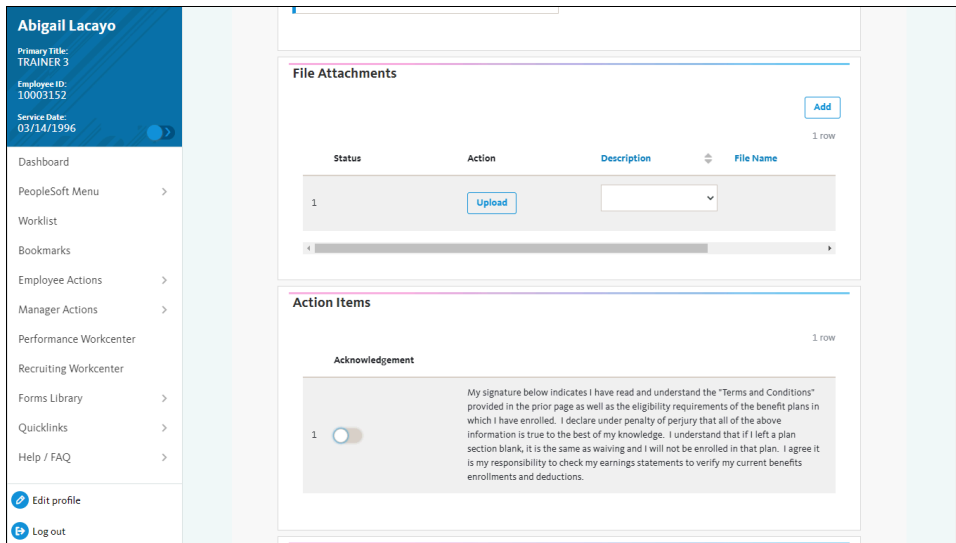 Abigail Lacayo
Primary Title:
TRAINER 3
Employee ID:
10003152
Service Date:
03/14/1996
Dashboard
PeopleSoft Menu
Worklist
Bookmarks
Employee Actions
Manager Actions
Performance Workcenter
Recruiting Workcenter
Forms Library
Quicklinks
Help / FAQ
Edit profile
Log out
File Attachments
Add
1 row
Status Action Description File Name
1 Upload
Action Items
1 row
Acknowledgement
My signature below indicates I have read and understand the "Terms and Conditions"
provided in the prior page as well as the eligibility requirements of the benefit plans in
which I have enrolled. I declare under penalty of perjury that all of the above
1 information is true to the best of my knowledge. I understand that if I left a plan
section blank, it is the same as waiving and I will not be enrolled in that plan. I agree it
is my responsibility to check my earnings statements to verify my current benefits
enrollments and deductions.